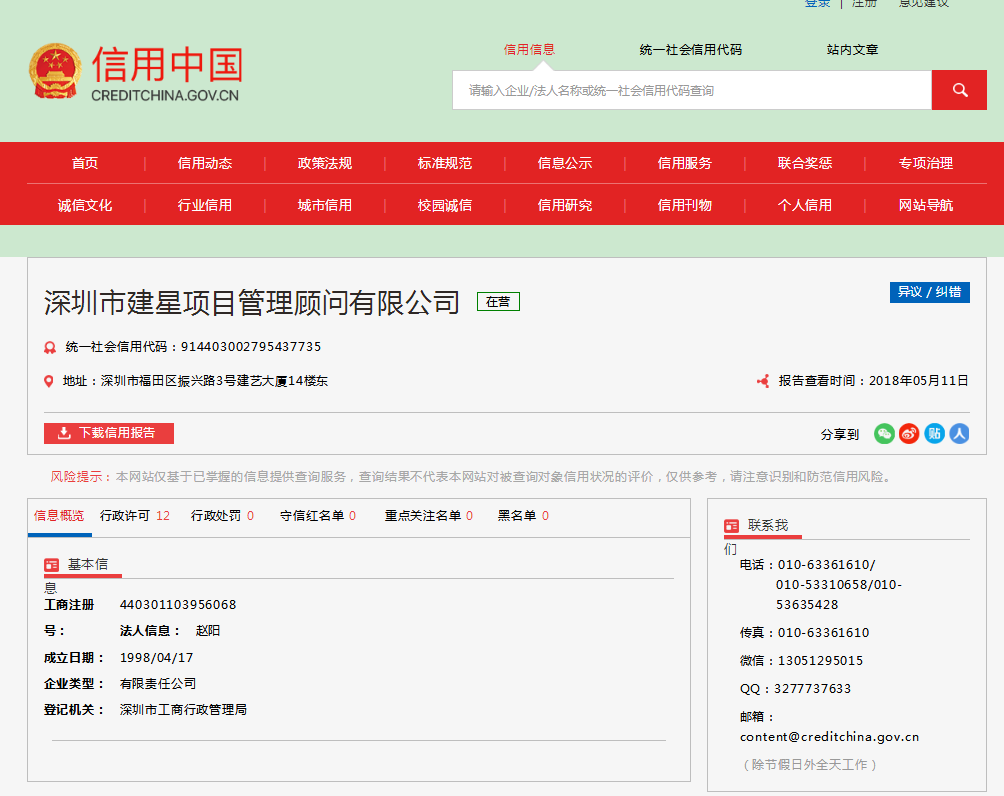 登录 | 注册 意见建议
信用中国
CREDITCHINA.GOV.CN
信用信息 统一社会信用代码 站内文章
请输入企业/法人名称或统一社会信用代码查询
首页 信用动态 政策法规 标准规范 信息公示 信用服务 联合奖惩 专项治理
诚信文化 行业信用 城市信用 校园诚信 信用研究 信用刊物 个人信用 网站导航
深圳市建星项目管理顾问有限公司 在营 异议 / 纠错
统一社会信用代码：914403002795437735
地址：深圳市福田区振兴路3号建艺大厦14楼东 报告查看时间：2018年05月11日
下载信用报告 分享到 贴 人
风险提示：本网站仅基于已掌握的信息提供查询服务，查询结果不代表本网站对被查询对象信用状况的评价，仅供参考，请注意识别和防范信用风险。
信息概览 行政许可 12 行政处罚 0 守信红名单 0 重点关注名单 0 黑名单 0
基本信
息
工商注册 440301103956068
号： 法人信息： 赵阳
成立日期： 1998/04/17
企业类型： 有限责任公司
登记机关： 深圳市工商行政管理局
联系我
们
电话：010-63361610/
010-53310658/010-
53635428
传真：010-63361610
微信：13051295015
QQ：3277737633
邮箱：
content@creditchina.gov.cn
（除节假日外全天工作）